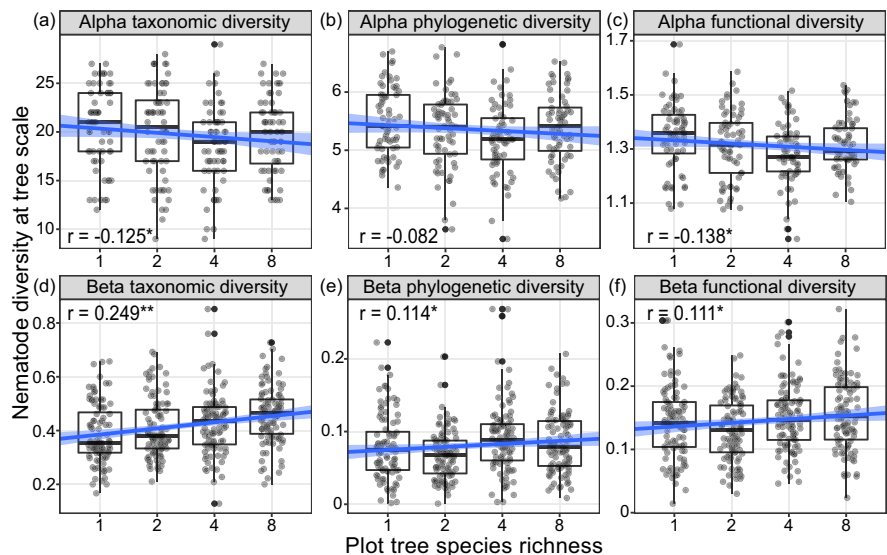 (a) Alpha taxonomic diversity
(b) Alpha phylogenetic diversity
(c) Alpha functional diversity
25
20
15
10
r = -0.125*
1 2 4 8
6
5
4
r = -0.082
1 2 4 8
1.7
1.5
1.3
1.1
r = -0.138*
1 2 4 8
Nematode diversity at tree scale
(d) Beta taxonomic diversity
(e) Beta phylogenetic diversity
(f) Beta functional diversity
r = 0.249**
0.8
0.6
0.4
0.2
1 2 4 8
r = 0.114*
0.2
0.1
0
1 2 4 8
r = 0.111*
0.3
0.2
0.1
0
1 2 4 8
Plot tree species richness